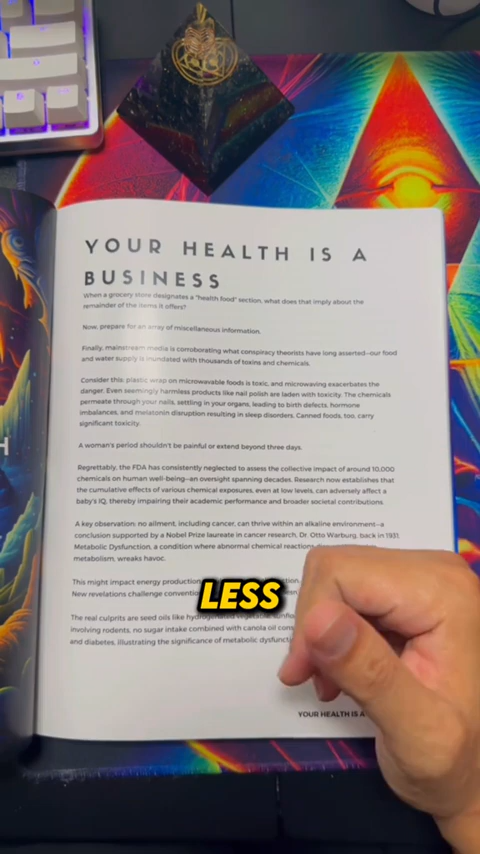 YOUR HEALTH IS A
BUSINESS
When a grocery store designates a "health food" section, what does that imply about the
remainder of the items it offers?
Now, prepare for an array of miscellaneous information.
Finally, mainstream media is corroborating what conspiracy theorists have long asserted—our food
and water supply is inundated with thousands of toxins and chemicals.
Consider this: plastic wrap on microwavable foods is toxic, and microwaving exacerbates the
danger. Even seemingly harmless products like nail polish are laden with toxicity. The chemicals
permeate through your nails, settling in your organs, leading to birth defects, hormone
imbalances, and melatonin disruption resulting in sleep disorders. Canned foods, too, carry
significant toxicity.
A woman's period shouldn't be painful or extend beyond three days.
Regrettably, the FDA has consistently neglected to assess the collective impact of around 10,000
chemicals on human well-being—an oversight spanning decades. Research now establishes that
the cumulative effects of various chemical exposures, even at low levels, can adversely affect a
baby's IQ, thereby impairing their academic performance and broader societal contributions.
A key observation: no ailment, including cancer, can thrive within an alkaline environment—a
conclusion supported by a Nobel Prize laureate in cancer research, Dr. Otto Warburg, back in 1931.
Metabolic Dysfunction, a condition where abnormal chemical reactions
metabolism, wreaks havoc.
This might impact energy production
New revelations challenge
LESS
The real culprits are seed oils like hydrogenated vegetable,
involving rodents, no sugar intake combined with canola oil
and diabetes, illustrating the significance of metabolic
YOUR HEALTH IS A
H